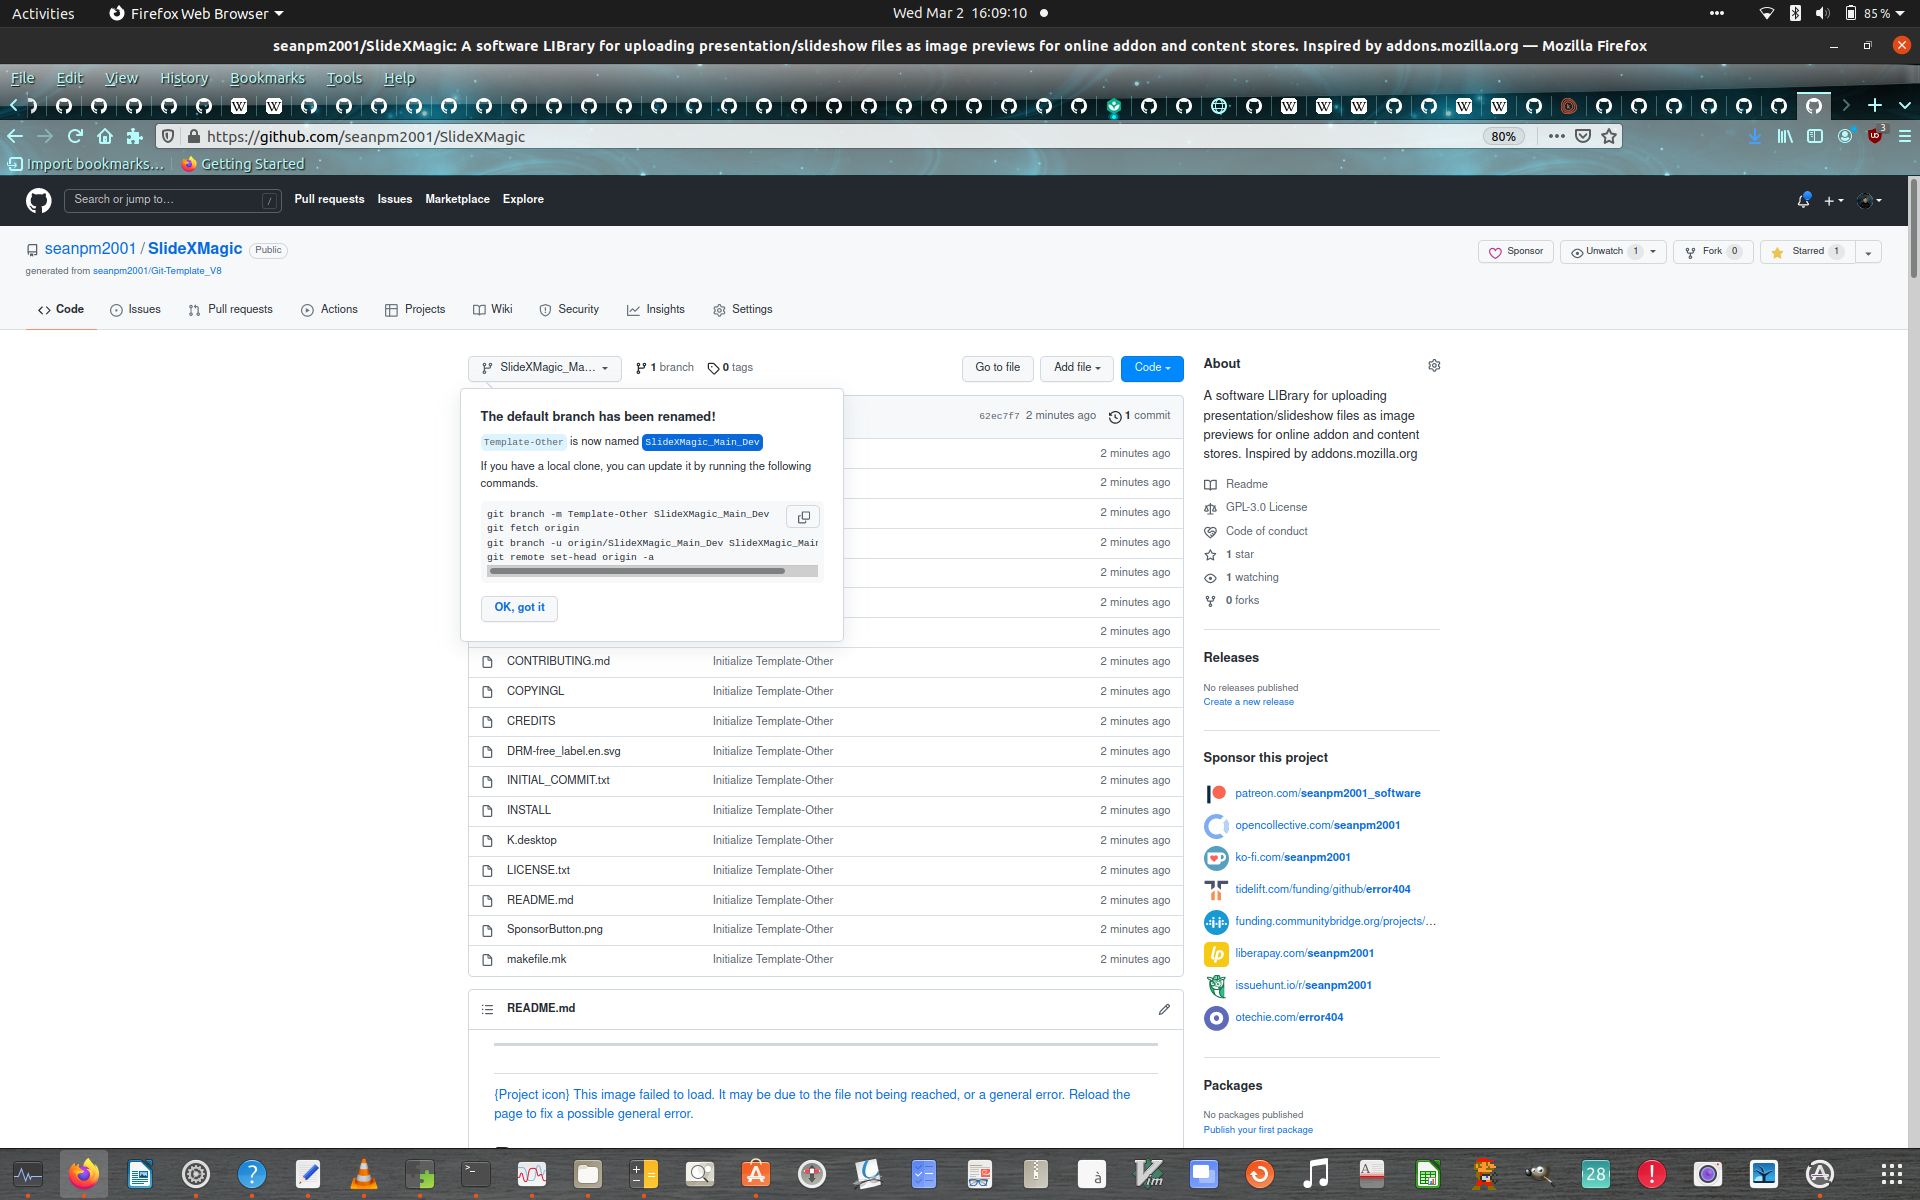 Activities
Firefox Web Browser
Wed Mar 2 16:09:10
85 %
seanpm2001/SlideXMagic: A software LIBrary for uploading presentation/slideshow files as image previews for online addon and content stores. Inspired by addons.mozilla.org — Mozilla Firefox
File Edit View History Bookmarks Tools Help
https://github.com/seanpm2001/SlideXMagic
80%
3
Import bookmarks…
Getting Started
Search or jump to…
/
Pull requests Issues Marketplace Explore
seanpm2001 / SlideXMagic Public
generated from seanpm2001/Git-Template_V8
Sponsor
Unwatch 1
Fork 0
Starred 1
Code
Issues
Pull requests
Actions
Projects
Wiki
Security
Insights
Settings
SlideXMagic_Ma…
1 branch
0 tags
Go to file
Add file
Code
The default branch has been renamed!
Template-Other is now named SlideXMagic_Main_Dev
If you have a local clone, you can update it by running the following
commands.
git branch -m Template-Other SlideXMagic_Main_Dev
git fetch origin
git branch -u origin/SlideXMagic_Main_Dev SlideXMagic_Main
git remote set-head origin -a
OK, got it
62ec7f7 2 minutes ago
1 commit
2 minutes ago
2 minutes ago
2 minutes ago
2 minutes ago
2 minutes ago
2 minutes ago
2 minutes ago
CONTRIBUTING.md Initialize Template-Other 2 minutes ago
COPYINGL Initialize Template-Other 2 minutes ago
CREDITS Initialize Template-Other 2 minutes ago
DRM-free_label.en.svg Initialize Template-Other 2 minutes ago
INITIAL_COMMIT.txt Initialize Template-Other 2 minutes ago
INSTALL Initialize Template-Other 2 minutes ago
K.desktop Initialize Template-Other 2 minutes ago
LICENSE.txt Initialize Template-Other 2 minutes ago
README.md Initialize Template-Other 2 minutes ago
SponsorButton.png Initialize Template-Other 2 minutes ago
makefile.mk Initialize Template-Other 2 minutes ago
README.md
{Project icon} This image failed to load. It may be due to the file not being reached, or a general error. Reload the
page to fix a possible general error.
About
A software LIBrary for uploading
presentation/slideshow files as image
previews for online addon and content
stores. Inspired by addons.mozilla.org
Readme
GPL-3.0 License
Code of conduct
1 star
1 watching
0 forks
Releases
No releases published
Create a new release
Sponsor this project
patreon.com/seanpm2001_software
opencollective.com/seanpm2001
ko-fi.com/seanpm2001
tidelift.com/funding/github/error404
funding.communitybridge.org/projects/…
liberapay.com/seanpm2001
issuehunt.io/r/seanpm2001
otechie.com/error404
Packages
No packages published
Publish your first package
28